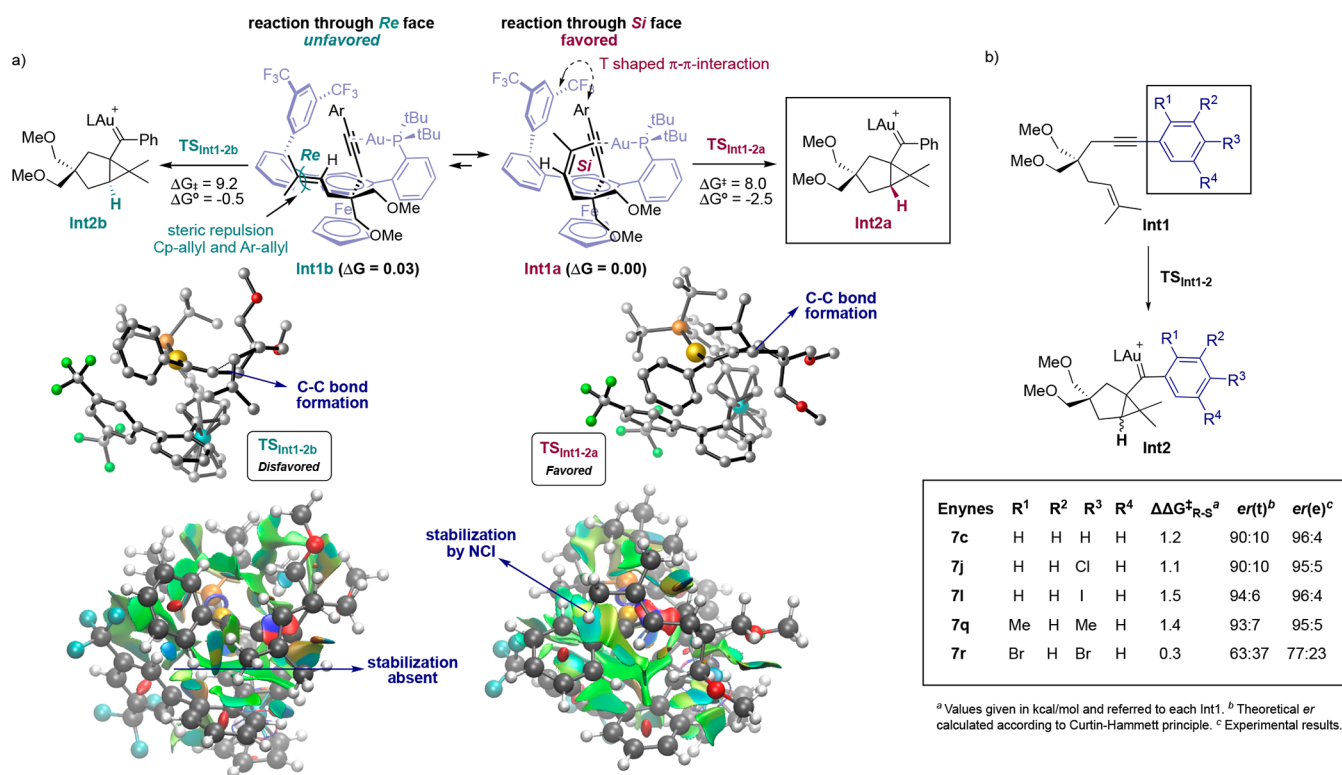 a)
reaction through Re face
unfavored
reaction through Si face
favored
T shaped π-π-interaction
F3C
CF3
Ar
Au
P
tBu
tBu
Re
H
Fe
OMe
OMe
F3C
CF3
Ar
Au
P
tBu
tBu
Si
H
Fe
OMe
OMe
LAu+
Ph
MeO
MeO
H
Int2b
TSInt1-2b
ΔG‡ = 9.2
ΔGº = -0.5
steric repulsion
Cp-allyl and Ar-allyl
Int1b (ΔG = 0.03)
Int1a (ΔG = 0.00)
TSInt1-2a
ΔG‡ = 8.0
ΔGº = -2.5
LAu+
Ph
MeO
MeO
H
Int2a
C-C bond
formation
TSInt1-2b
Disfavored
C-C bond
formation
TSInt1-2a
Favored
stabilization
absent
stabilization
by NCI
b)
R1
R2
R3
R4
MeO
MeO
Int1
TSInt1-2
LAu+
R1
R2
R3
R4
MeO
MeO
H
Int2
Enynes R1 R2 R3 R4 ΔΔG‡R-Sa er(t)b er(e)c
7c H H H H 1.2 90:10 96:4
7j H H Cl H 1.1 90:10 95:5
7l H H I H 1.5 94:6 96:4
7q Me H Me H 1.4 93:7 95:5
7r Br H Br H 0.3 63:37 77:23
a Values given in kcal/mol and referred to each Int1. b Theoretical er
calculated according to Curtin-Hammett principle. c Experimental results.